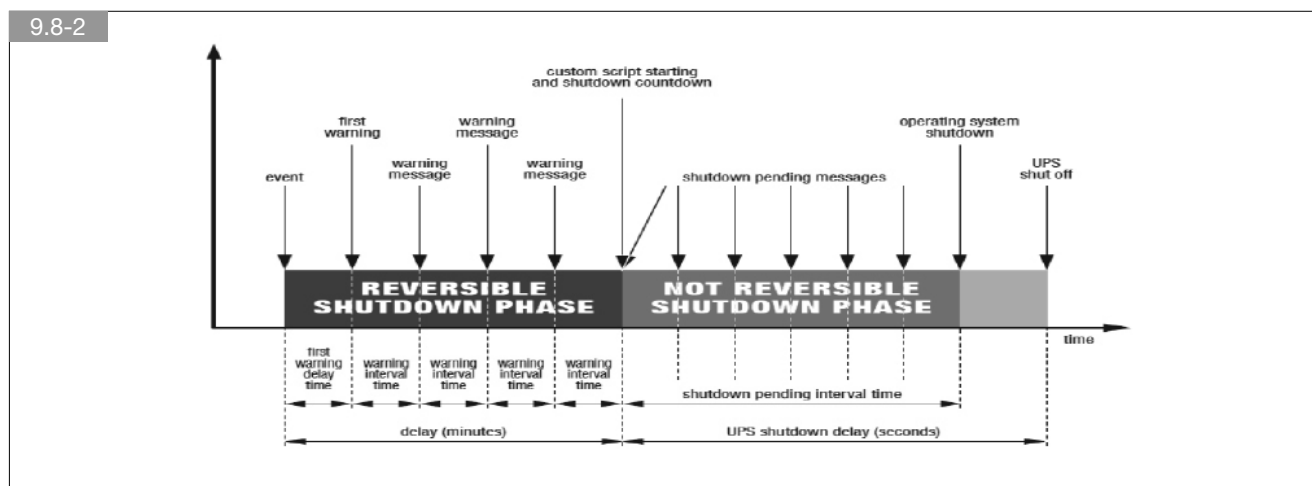 9.8-2
custom script starting
and shutdown countdown
first
warning
warning
message
operating system
shutdown
event
warning
message
warning
message
shutdown pending messages
UPS
shut off
REVERSIBLE
SHUTDOWN PHASE
NOT REVERSIBLE
SHUTDOWN PHASE
time
first
warning
delay
time
warning
interval
time
warning
interval
time
warning
interval
time
warning
interval
time
shutdown pending interval time
delay (minutes)
UPS shutdown delay (seconds)